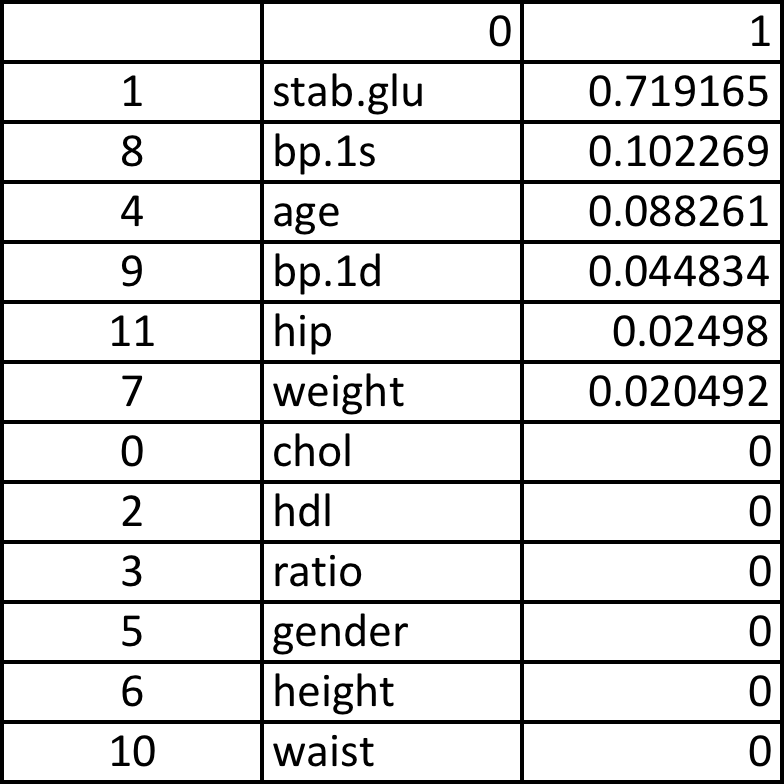 0 1
1 stab.glu 0.719165
8 bp.1s 0.102269
4 age 0.088261
9 bp.1d 0.044834
11 hip 0.02498
7 weight 0.020492
0 chol 0
2 hdl 0
3 ratio 0
5 gender 0
6 height 0
10 waist 0